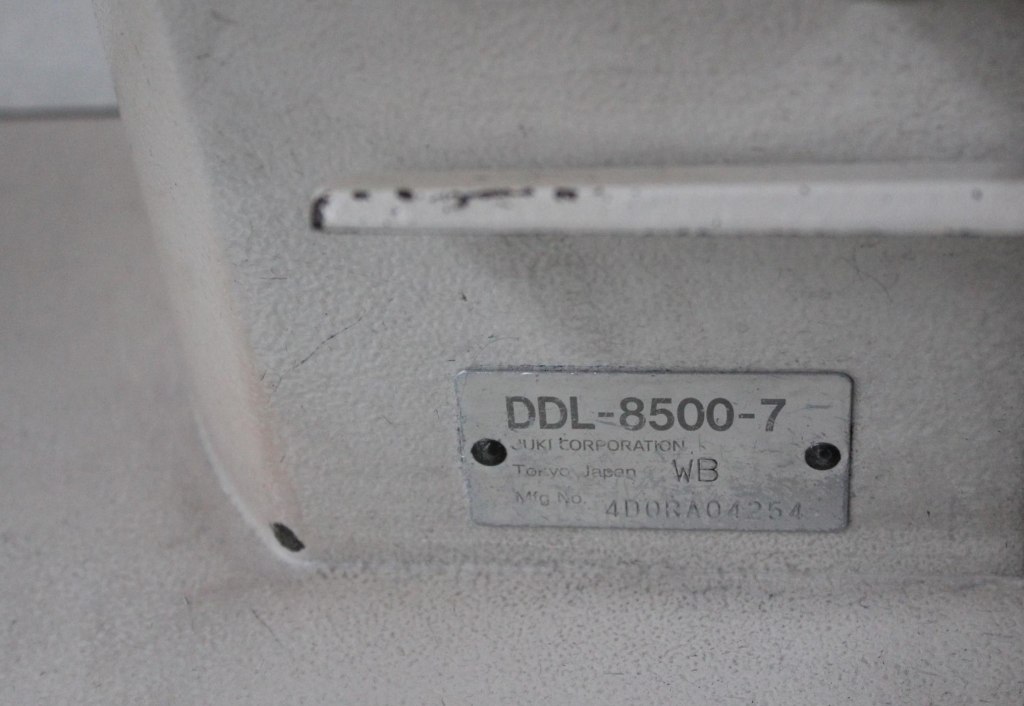 DDL-8500-7
JUKI CORPORATION
Tokyo Japan WB
Mfg No. 4D0RA04254